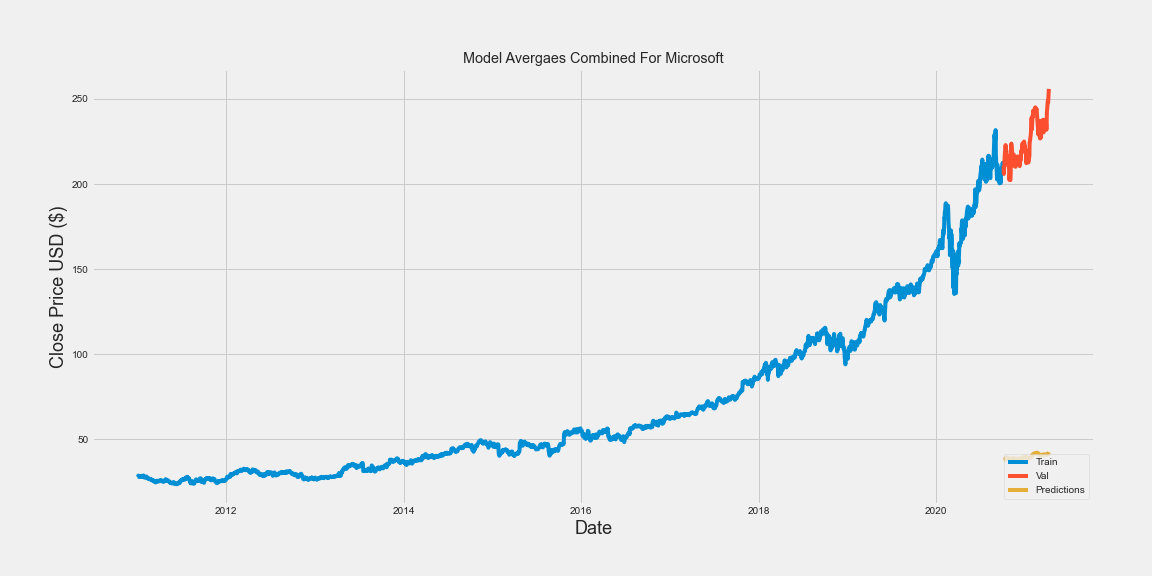 Model Avergaes Combined For Microsoft
Close Price USD ($)
250
200
150
100
50
2012
2014
2016
2018
2020
Date
Train
Val
Predictions